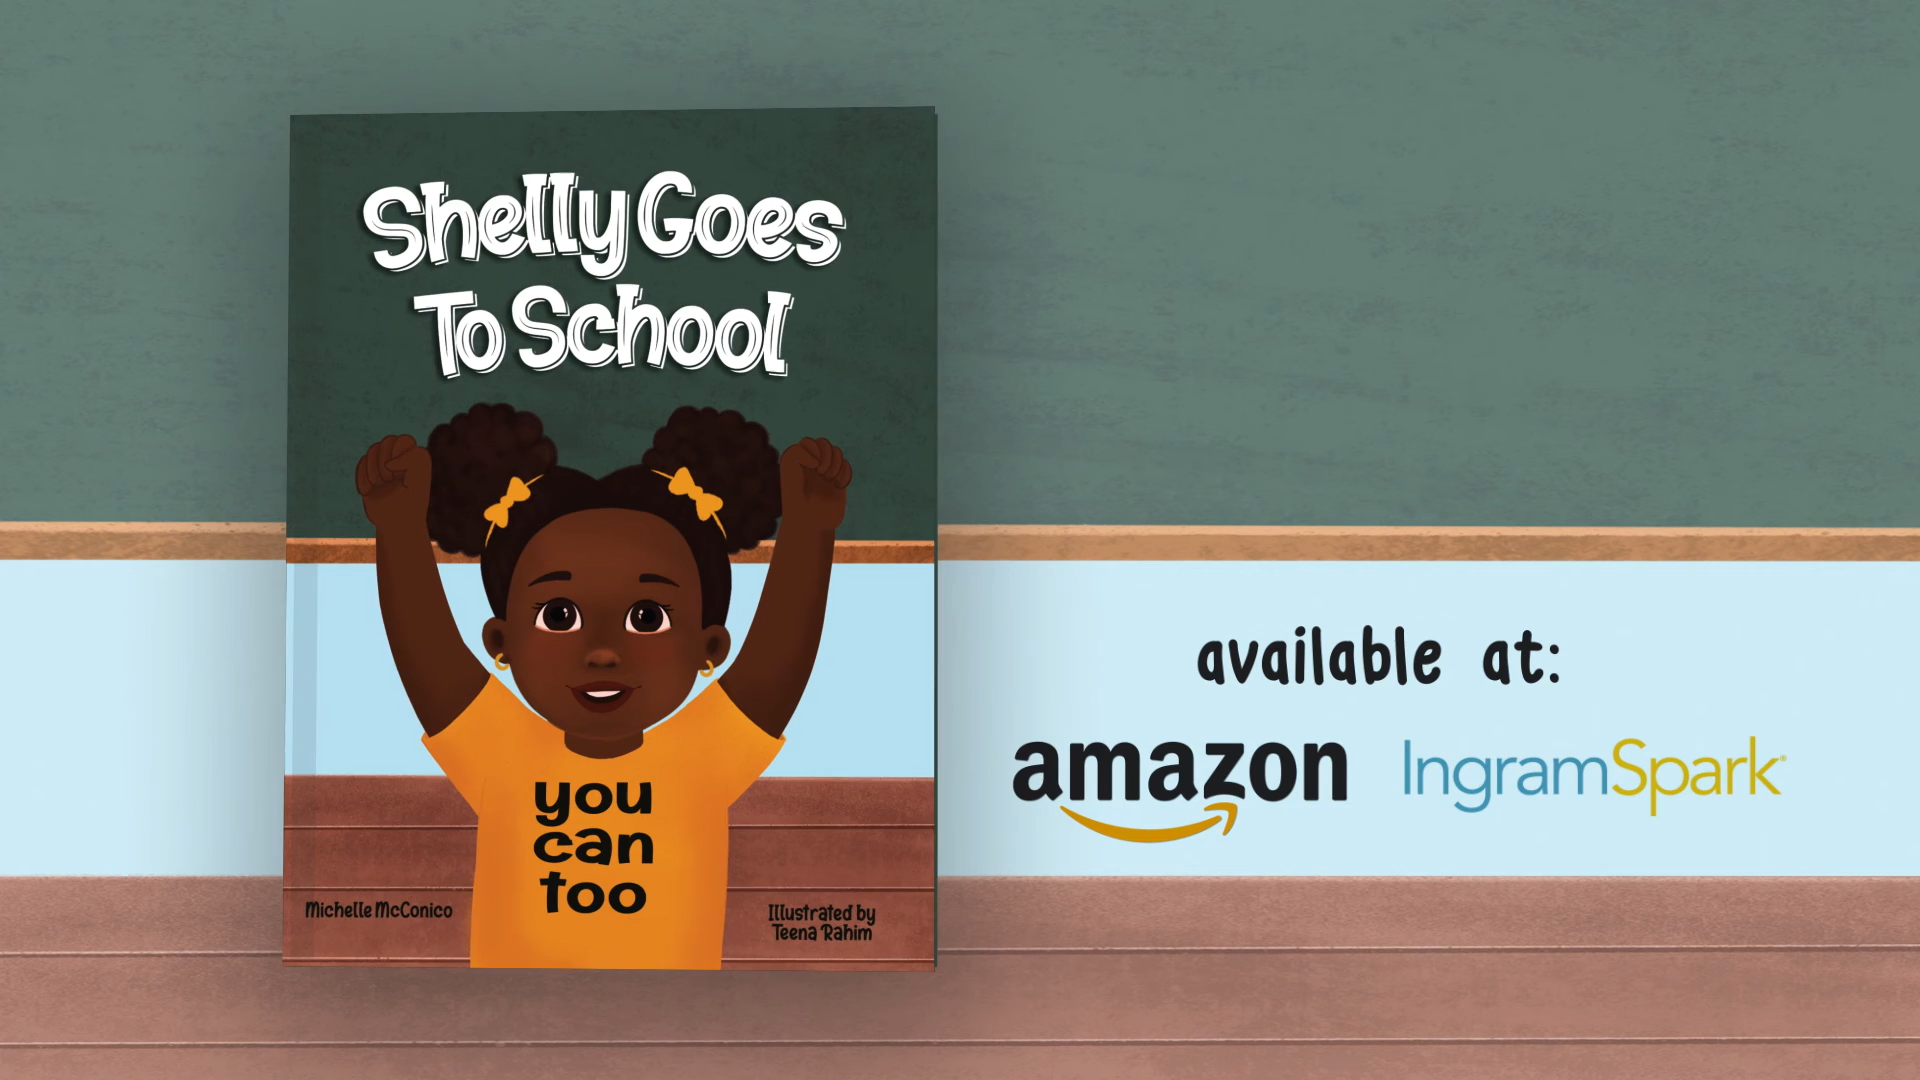 Shelly Goes
To School
you
can
too
Michelle McConico
Illustrated by
Teena Rahim
available at:
amazon
IngramSpark®